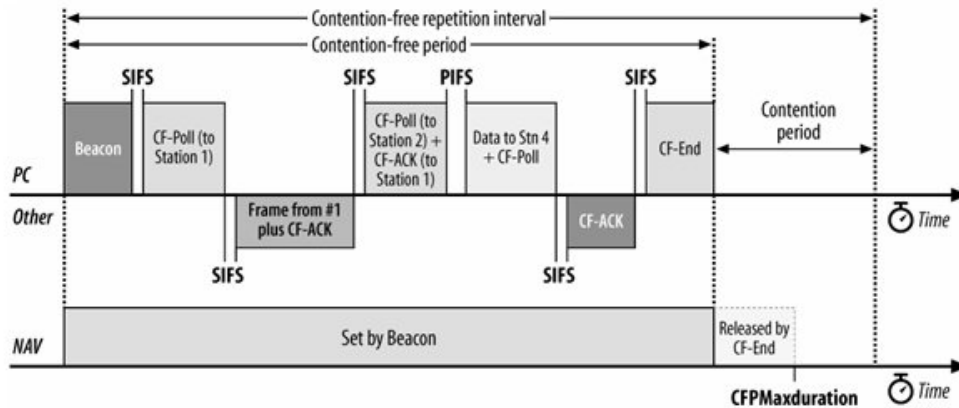 Contention-free repetition interval
Contention-free period
SIFS
SIFS
PIFS
SIFS
Beacon
CF-Poll (to
Station 1)
CF-Poll (to
Station 2) +
CF-ACK (to
Station 1)
Data to Stn 4
+ CF-Poll
CF-End
Contention
period
PC
Other
Frame from #1
plus CF-ACK
CF-ACK
Time
SIFS
SIFS
Set by Beacon
Released by
CF-End
NAV
Time
CFPMaxduration